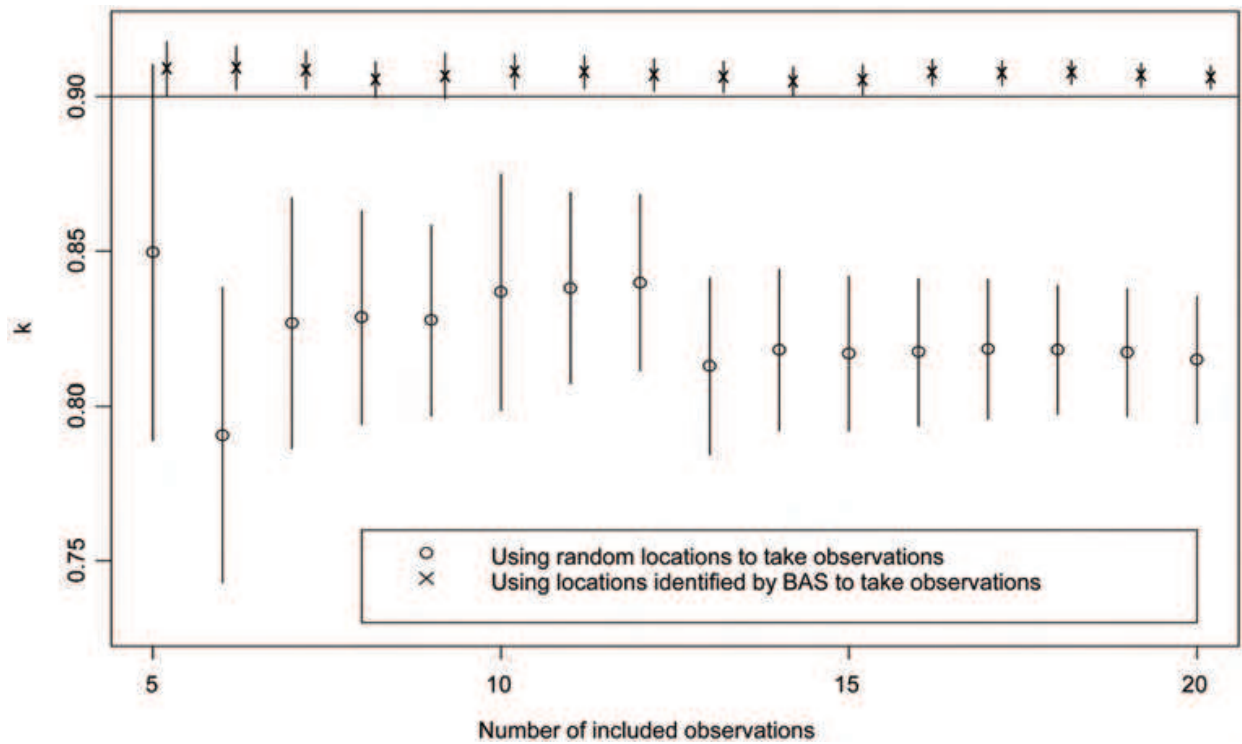 0.90
0.85
0.80
0.75
k
Using random locations to take observations
Using locations identified by BAS to take observations
5
10
15
20
Number of included observations